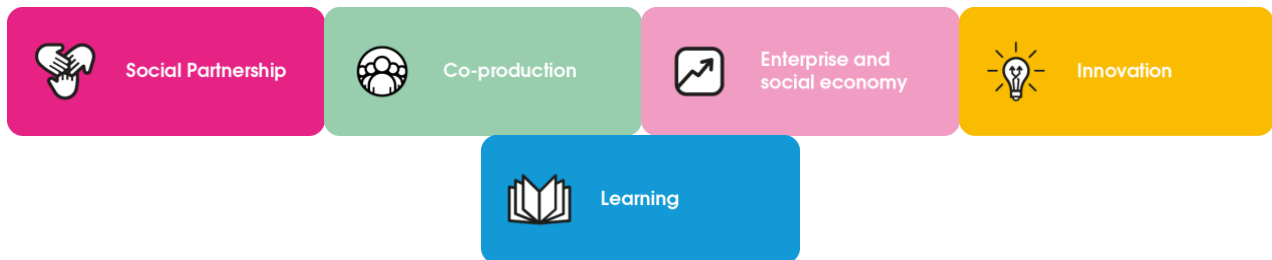 Social Partnership
Co-production
Enterprise and
social economy
Innovation
Learning